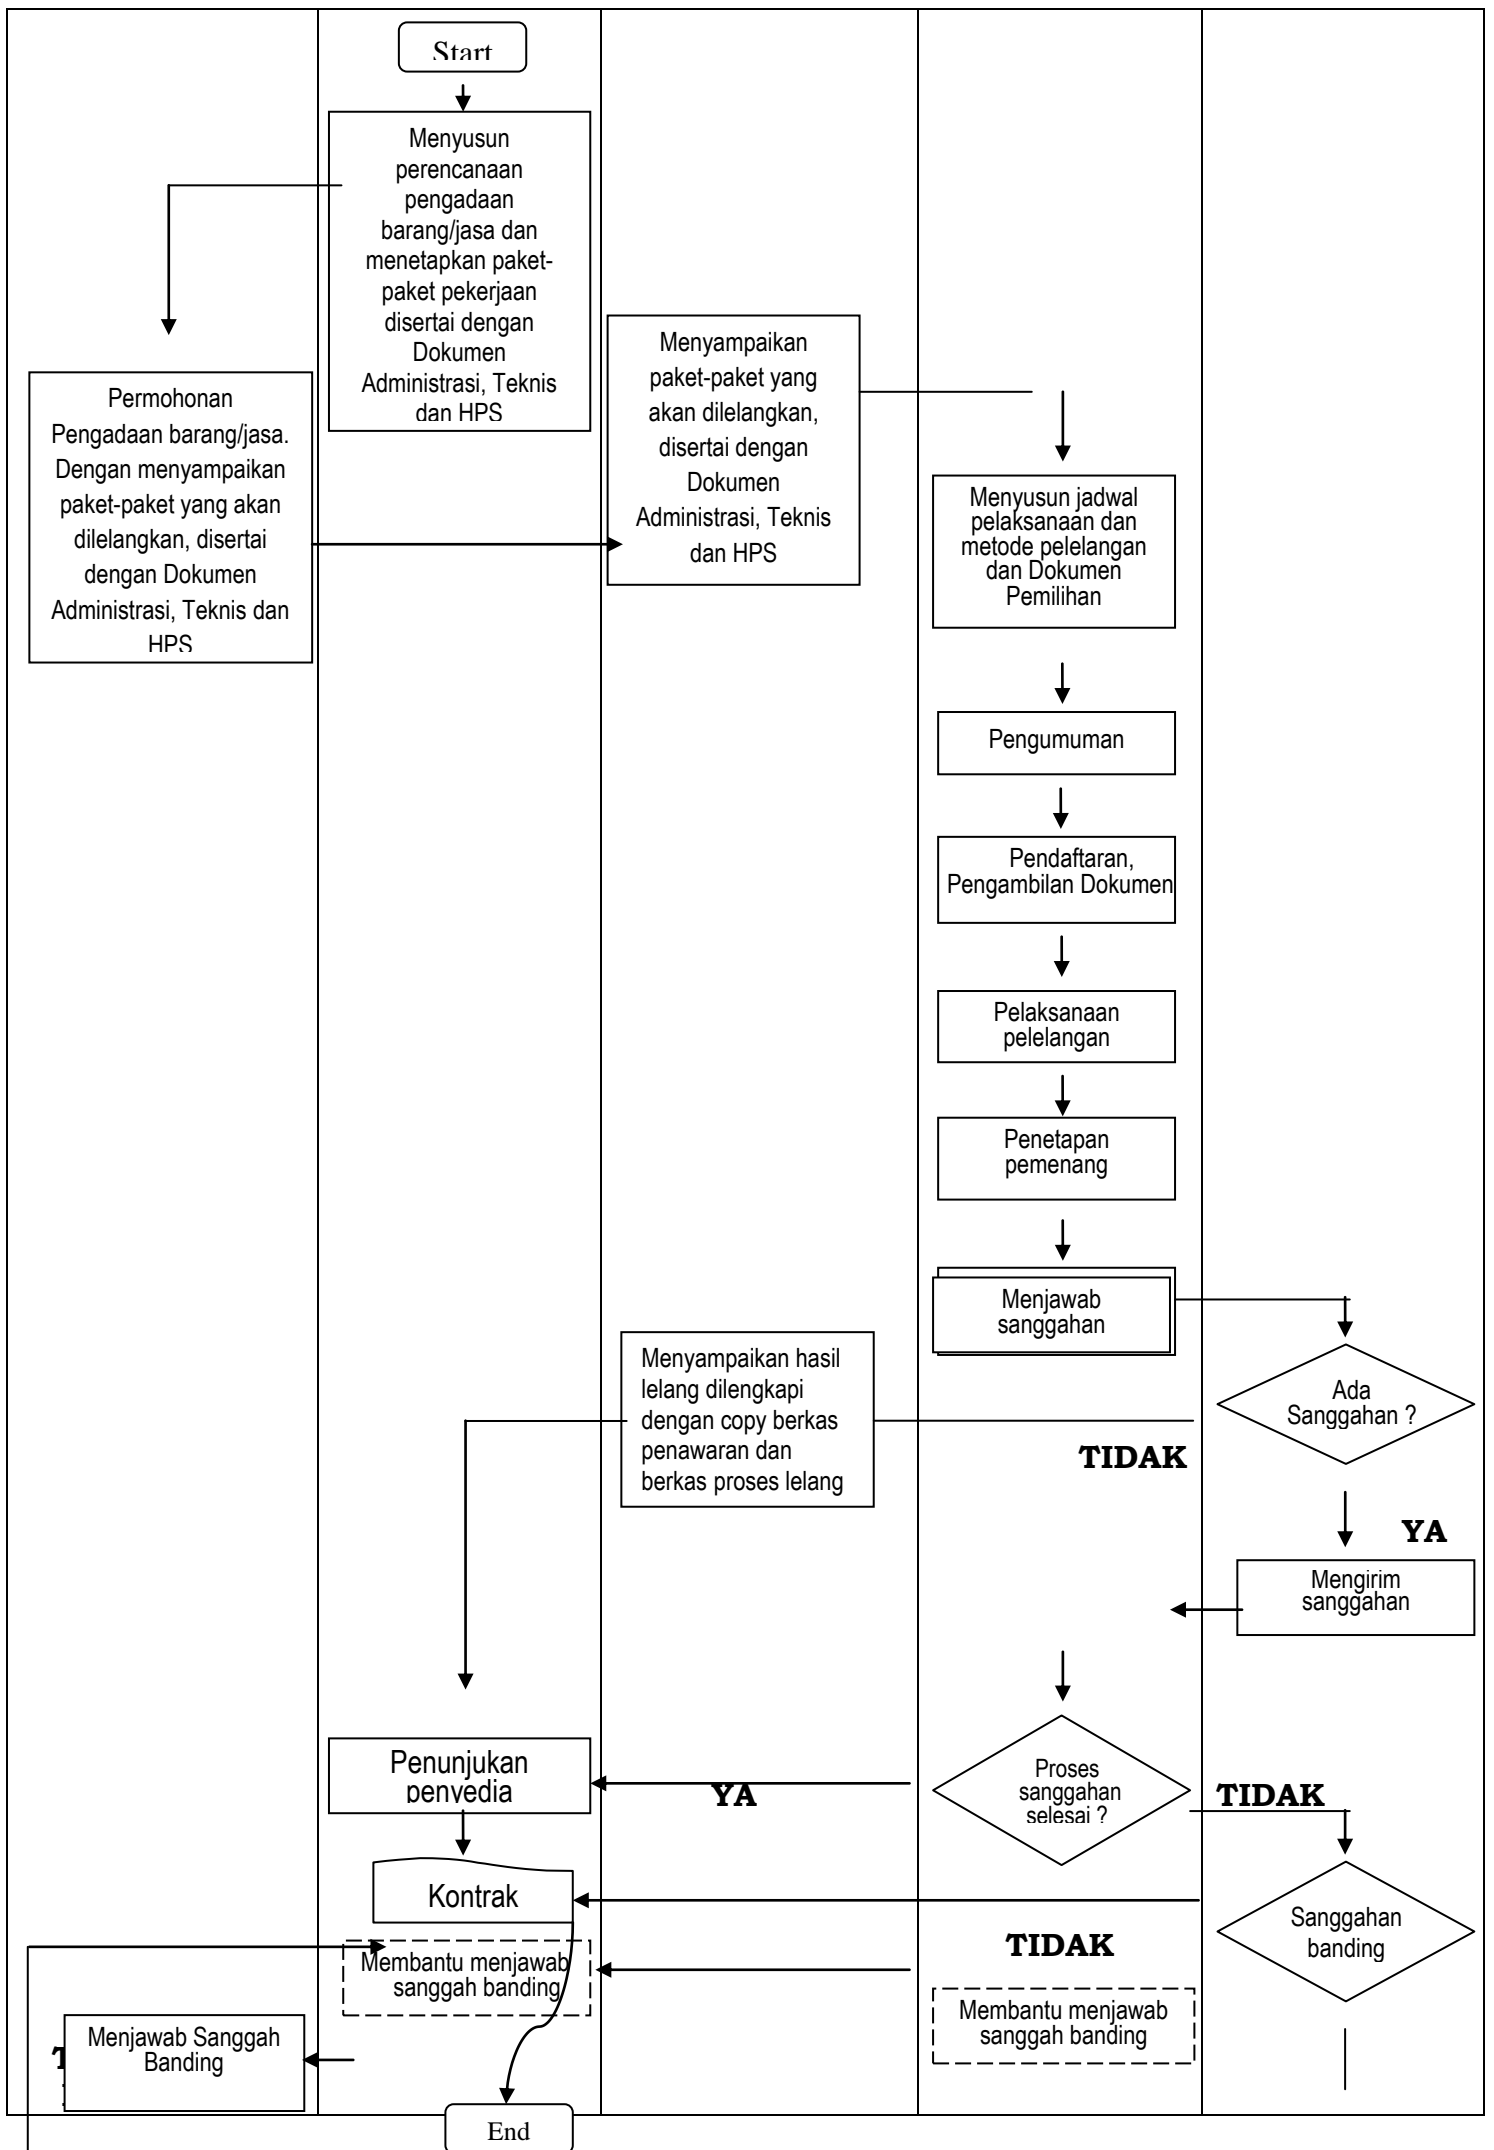 Start
Menyusun
perencanaan
pengadaan
barang/jasa dan
menetapkan paket-
paket pekerjaan
disertai dengan
Dokumen
Administrasi, Teknis
dan HPS
Permohonan
Pengadaan barang/jasa.
Dengan menyampaikan
paket-paket yang akan
dilelangkan, disertai
dengan Dokumen
Administrasi, Teknis dan
HPS
Menyampaikan
paket-paket yang
akan dilelangkan,
disertai dengan
Dokumen
Administrasi, Teknis
dan HPS
Menyusun jadwal
pelaksanaan dan
metode pelelangan
dan Dokumen
Pemilihan
Pengumuman
Pendaftaran,
Pengambilan Dokumen
Pelaksanaan
pelelangan
Penetapan
pemenang
Menjawab
sanggahan
Ada
Sanggahan ?
Menyampaikan hasil
lelang dilengkapi
dengan copy berkas
penawaran dan
berkas proses lelang
TIDAK
YA
Mengirim
sanggahan
Proses
sanggahan
selesai ?
Penunjukan
penyedia
YA
TIDAK
Kontrak
Sanggahan
banding
TIDAK
Membantu menjawab
sanggah banding
Membantu menjawab
sanggah banding
Menjawab Sanggah
Banding
End